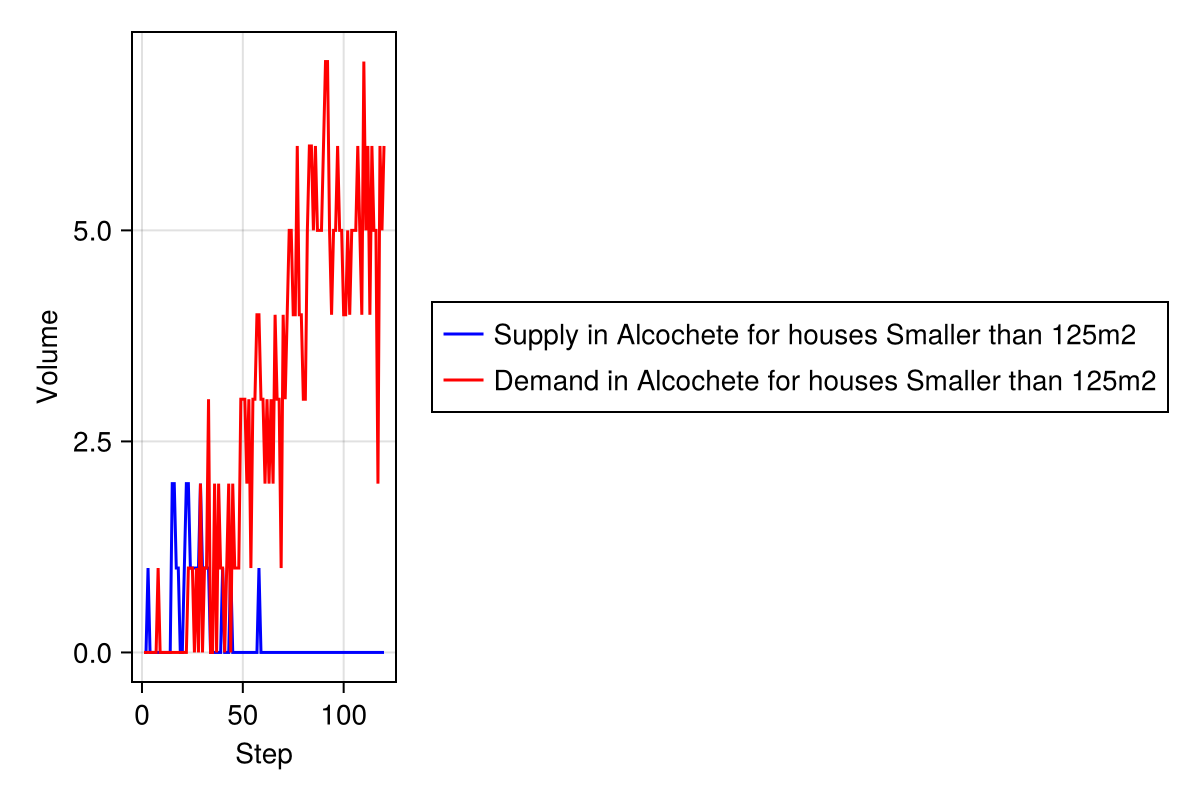 Volume
5.0
2.5
0.0
0 50 100
Step
Supply in Alcochete for houses Smaller than 125m2
Demand in Alcochete for houses Smaller than 125m2